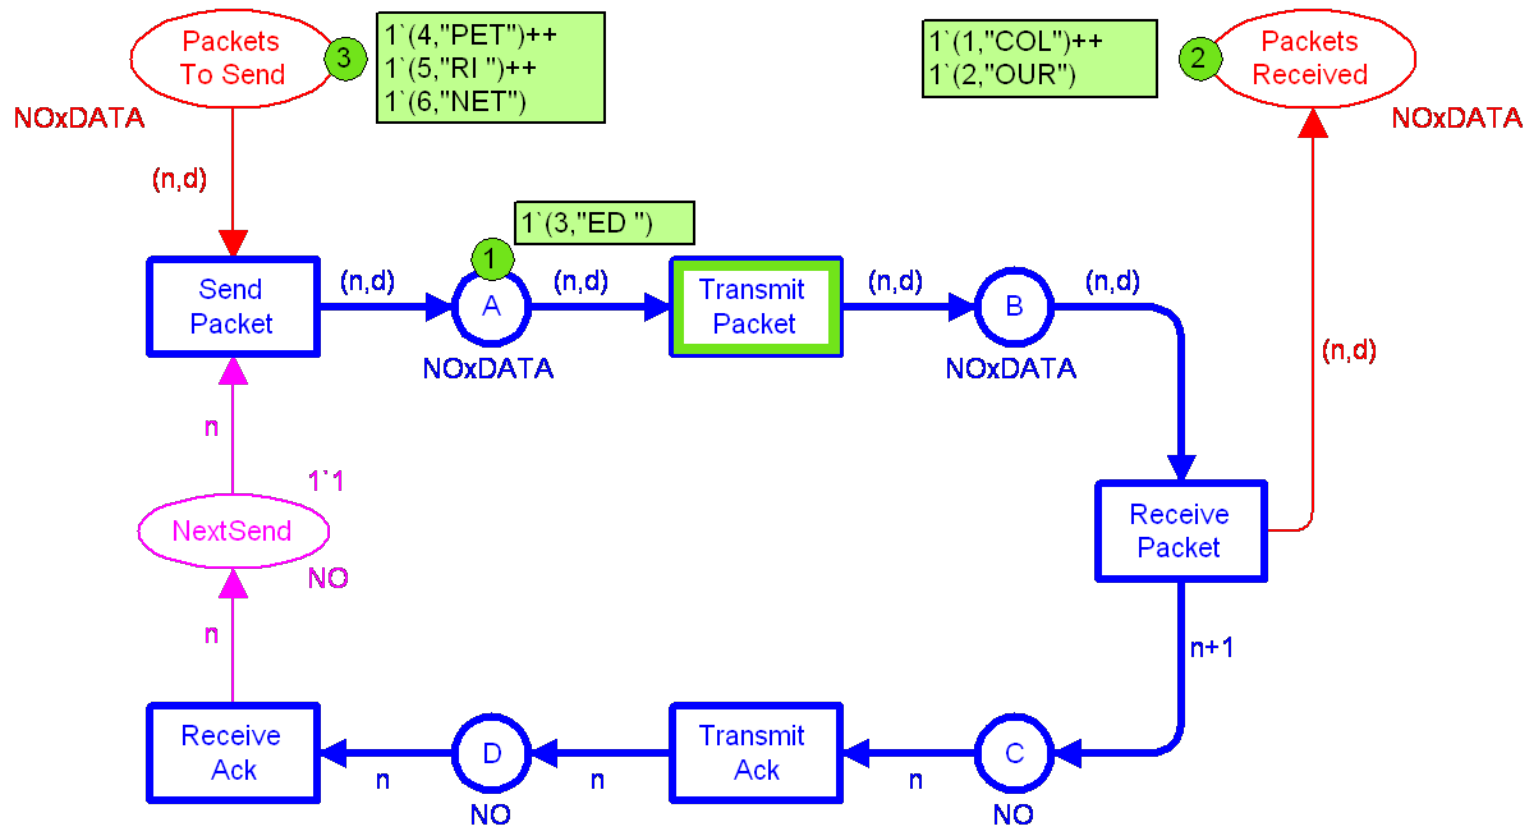 Packets
To Send
3
1`(4,"PET")++
1`(5,"RI ")++
1`(6,"NET")
1`(1,"COL")++
1`(2,"OUR")
2
Packets
Received
NOxDATA
NOxDATA
(n,d)
1`(3,"ED ")
1
Send
Packet
(n,d)
A
(n,d)
Transmit
Packet
(n,d)
B
(n,d)
NOxDATA
NOxDATA
(n,d)
n
1`1
NextSend
NO
Receive
Packet
n
n+1
Receive
Ack
n
D
NO
n
Transmit
Ack
n
C
NO